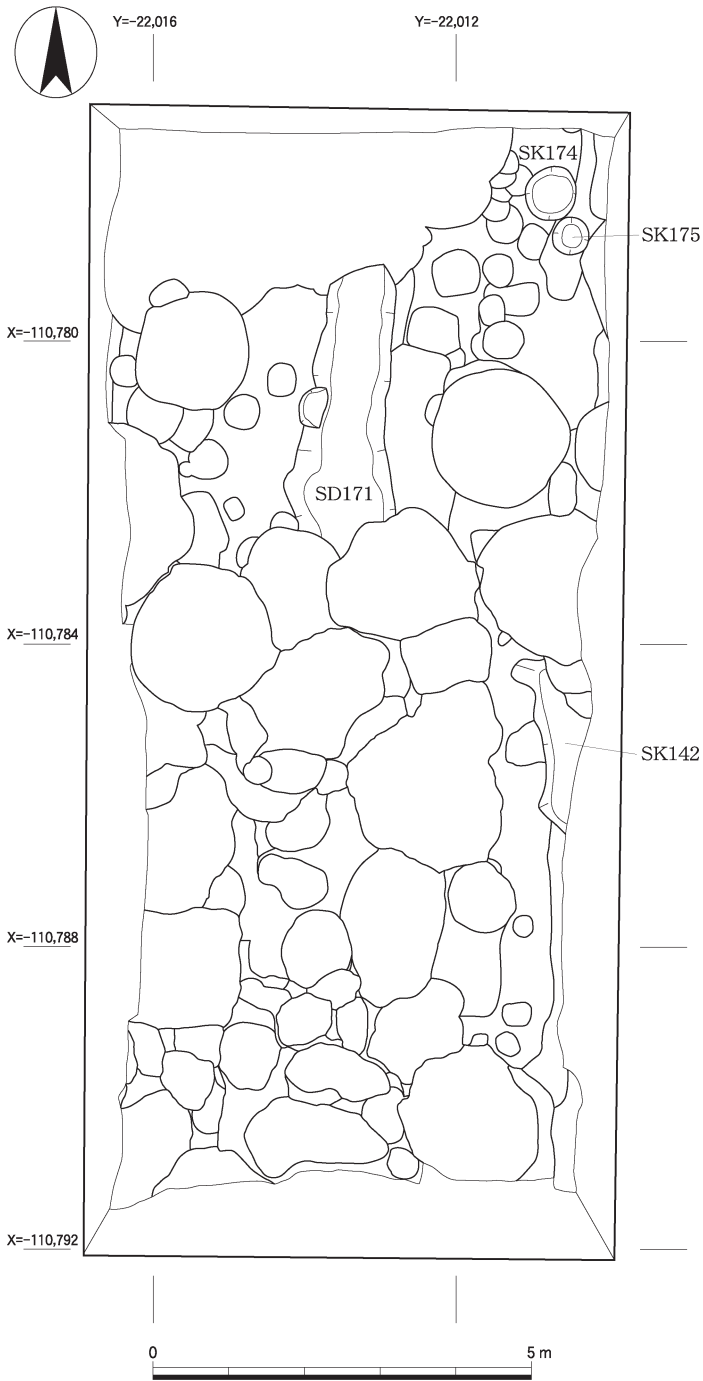 Y=-22,016 Y=-22,012
SK174
SK175
X=-110,780
SD171
X=-110,784
SK142
X=-110,788
X=-110,792
0 5 m